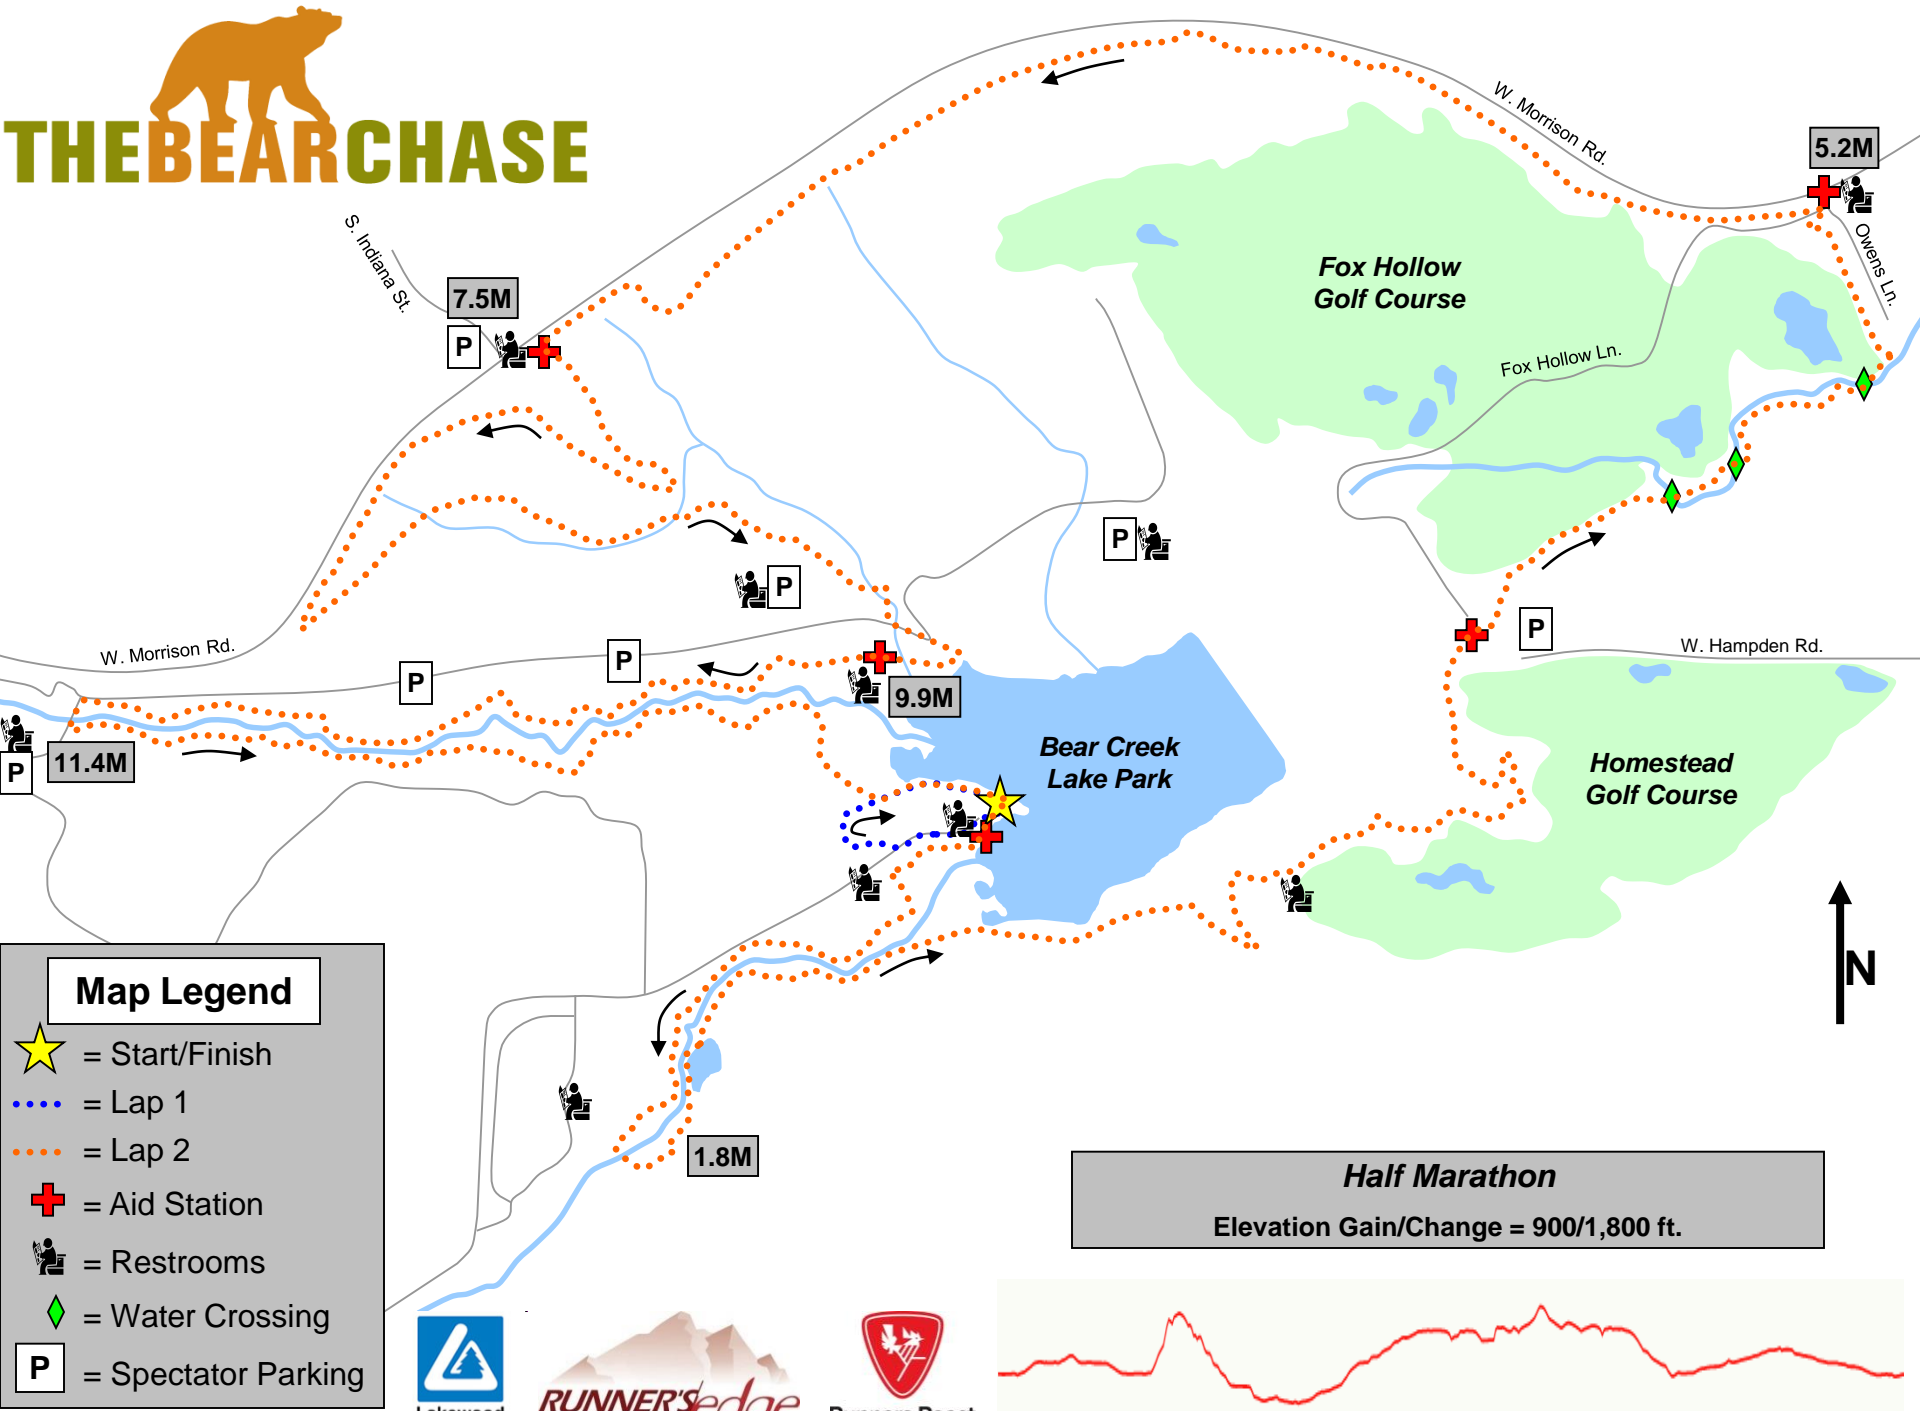 THEBEARCHASE
W. Morrison Rd.
5.2M
S. Indiana St.
Owens Ln.
Fox Hollow
Golf Course
7.5M
P
Fox Hollow Ln.
P
P
P
W. Morrison Rd.
P
W. Hampden Rd.
P
9.9M
Bear Creek
Lake Park
11.4M
P
Homestead
Golf Course
N
Map Legend
= Start/Finish
= Lap 1
= Lap 2
= Aid Station
= Restrooms
= Water Crossing
P = Spectator Parking
1.8M
Half Marathon
Elevation Gain/Change = 900/1,800 ft.
Lakewood
RUNNER'S edge
Runners Roost